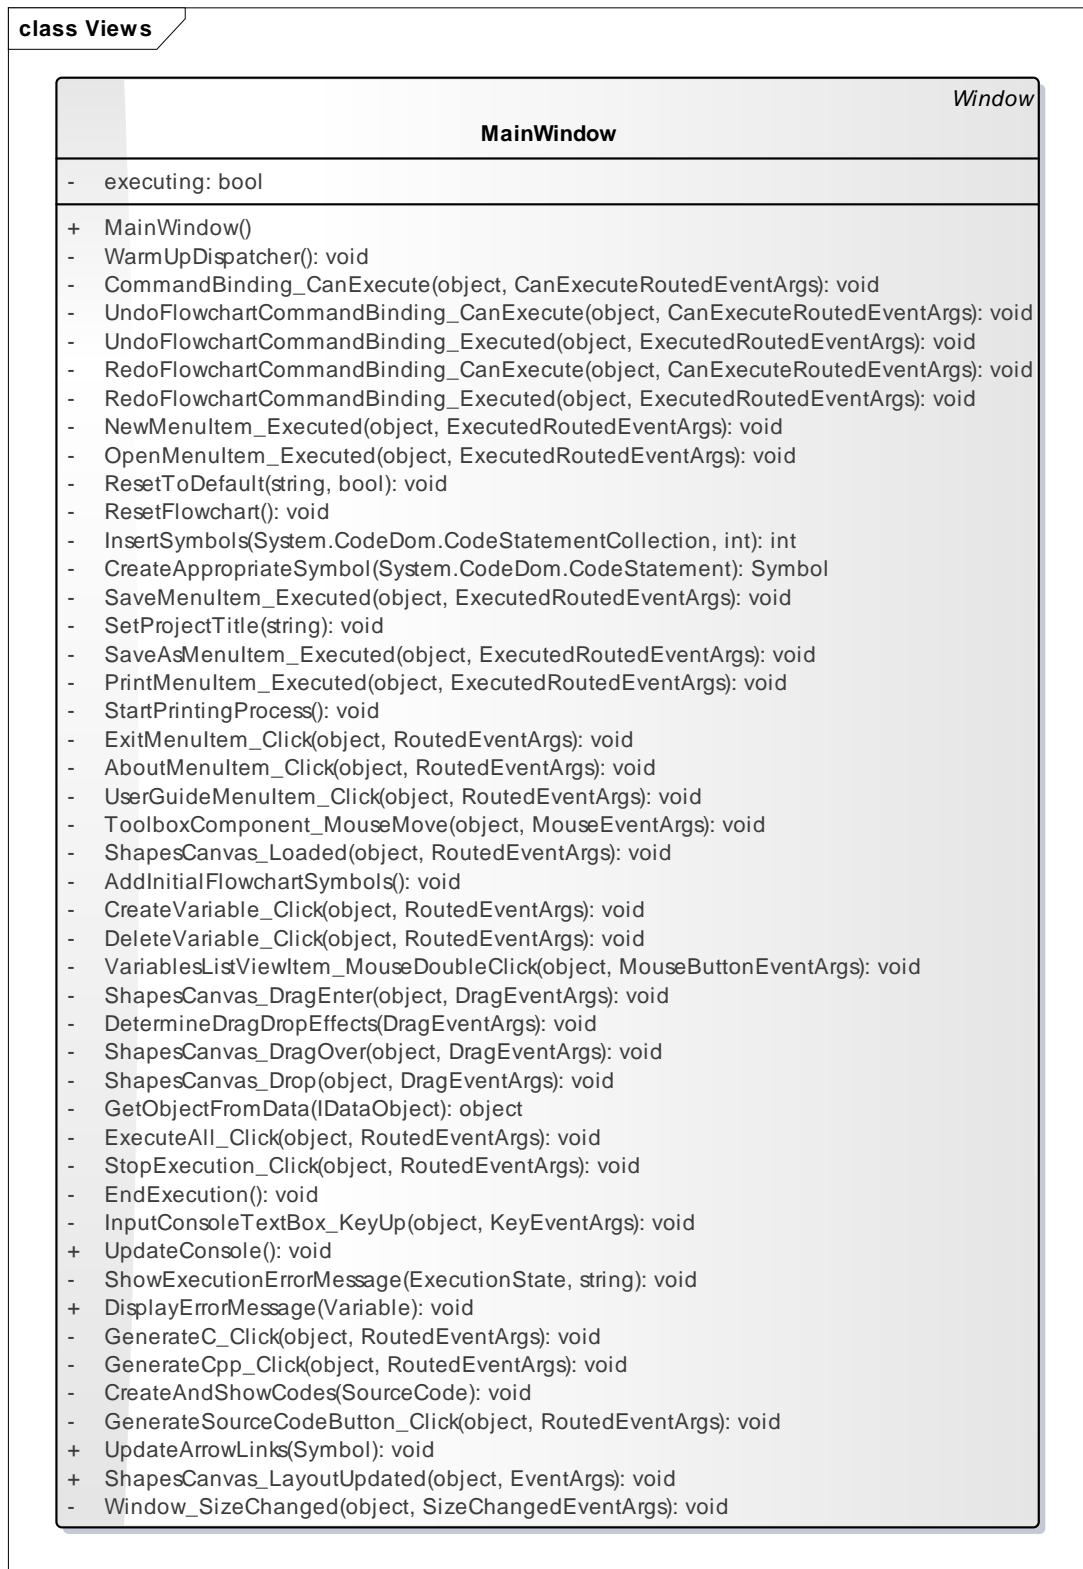 class Views
Window
MainWindow
- executing: bool
+ MainWindow()
- WarmUpDispatcher(): void
- CommandBinding_CanExecute(object, CanExecuteRoutedEventArgs): void
- UndoFlowchartCommandBinding_CanExecute(object, CanExecuteRoutedEventArgs): void
- UndoFlowchartCommandBinding_Executed(object, ExecutedRoutedEventArgs): void
- RedoFlowchartCommandBinding_CanExecute(object, CanExecuteRoutedEventArgs): void
- RedoFlowchartCommandBinding_Executed(object, ExecutedRoutedEventArgs): void
- NewMenuItem_Executed(object, ExecutedRoutedEventArgs): void
- OpenMenuItem_Executed(object, ExecutedRoutedEventArgs): void
- ResetToDefault(string, bool): void
- ResetFlowchart(): void
- InsertSymbols(System.CodeDom.CodeStatementCollection, int): int
- CreateAppropriateSymbol(System.CodeDom.CodeStatement): Symbol
- SaveMenuItem_Executed(object, ExecutedRoutedEventArgs): void
- SetProjectTitle(string): void
- SaveAsMenuItem_Executed(object, ExecutedRoutedEventArgs): void
- PrintMenuItem_Executed(object, ExecutedRoutedEventArgs): void
- StartPrintingProcess(): void
- ExitMenuItem_Click(object, RoutedEventArgs): void
- AboutMenuItem_Click(object, RoutedEventArgs): void
- UserGuideMenuItem_Click(object, RoutedEventArgs): void
- ToolboxComponent_MouseMove(object, MouseEventArgs): void
- ShapesCanvas_Loaded(object, RoutedEventArgs): void
- AddInitialFlowchartSymbols(): void
- CreateVariable_Click(object, RoutedEventArgs): void
- DeleteVariable_Click(object, RoutedEventArgs): void
- VariablesListViewItem_MouseDoubleClick(object, MouseButtonEventArgs): void
- ShapesCanvas_DragEnter(object, DragEventArgs): void
- DetermineDragDropEffects(DragEventArgs): void
- ShapesCanvas_DragOver(object, DragEventArgs): void
- ShapesCanvas_Drop(object, DragEventArgs): void
- GetObjectFromData(IDataObject): object
- ExecuteAll_Click(object, RoutedEventArgs): void
- StopExecution_Click(object, RoutedEventArgs): void
- EndExecution(): void
- InputConsoleTextBox_KeyUp(object, KeyEventArgs): void
+ UpdateConsole(): void
- ShowExecutionErrorMessage(ExecutionState, string): void
+ DisplayErrorMessage(Variable): void
- GenerateC_Click(object, RoutedEventArgs): void
- GenerateCpp_Click(object, RoutedEventArgs): void
- CreateAndShowCodes(SourceCode): void
- GenerateSourceCodeButton_Click(object, RoutedEventArgs): void
+ UpdateArrowLinks(Symbol): void
+ ShapesCanvas_LayoutUpdated(object, EventArgs): void
- Window_SizeChanged(object, SizeChangedEventArgs): void